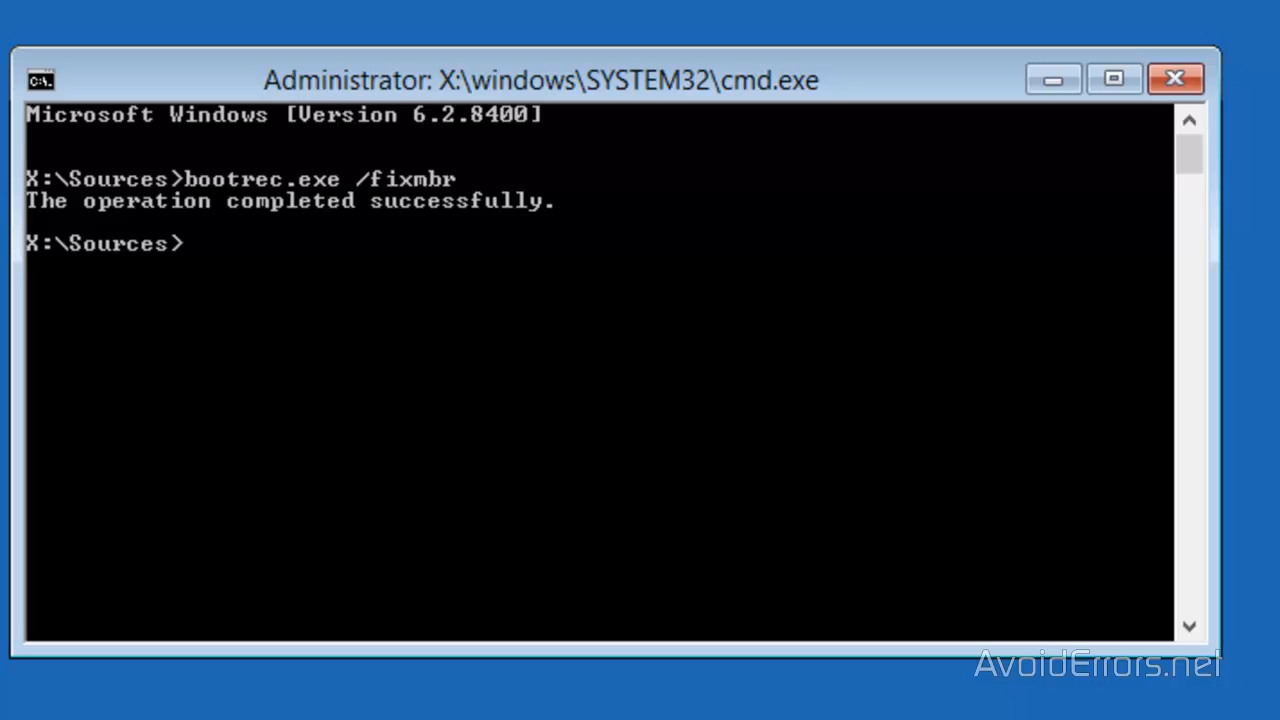 C:\.
Administrator: X:\windows\SYSTEM32\cmd.exe
Microsoft Windows [Version 6.2.8400]
X:\Sources>bootrec.exe /fixmbr
The operation completed successfully.
X:\Sources>
AvoidErrors.net